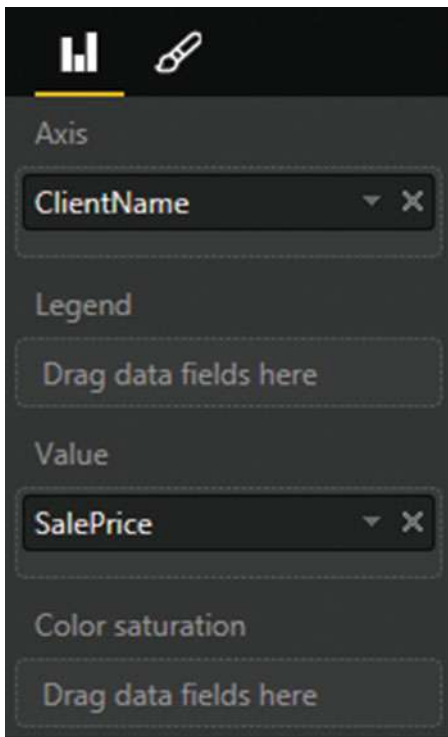 Axis
ClientName
Legend
Drag data fields here
Value
SalePrice
Color saturation
Drag data fields here